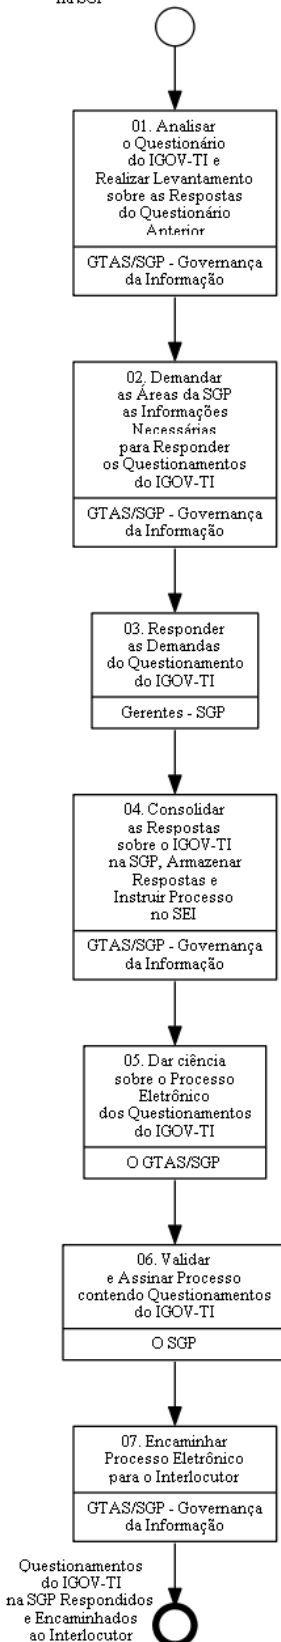 na SGP
01. Analisar
o Questionário
do IGOV-TI e
Realizar Levantamento
sobre as Respostas
do Questionário
Anterior
GTAS/SGP - Governança
da Informação
02. Demandar
as Áreas da SGP
as Informações
Necessárias
para Responder
os Questionamentos
do IGOV-TI
GTAS/SGP - Governança
da Informação
03. Responder
as Demandas
do Questionamento
do IGOV-TI
Gerentes - SGP
04. Consolidar
as Respostas
sobre o IGOV-TI
na SGP, Armazenar
Respostas e
Instruir Processo
no SEI
GTAS/SGP - Governança
da Informação
05. Dar ciência
sobre o Processo
Eletrônico
dos Questionamentos
do IGOV-TI
O GTAS/SGP
06. Validar
e Assinar Processo
contendo Questionamentos
do IGOV-TI
O SGP
07. Encaminhar
Processo Eletrônico
para o Interlocutor
GTAS/SGP - Governança
da Informação
Questionamentos
do IGOV-TI
na SGP Respondidos
e Encaminhados
ao Interlocutor